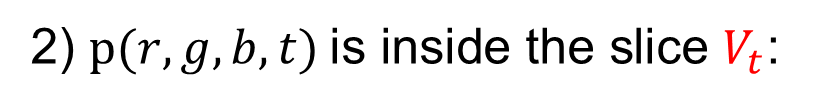 2) p(r, g, b, t) is inside the slice V_t: